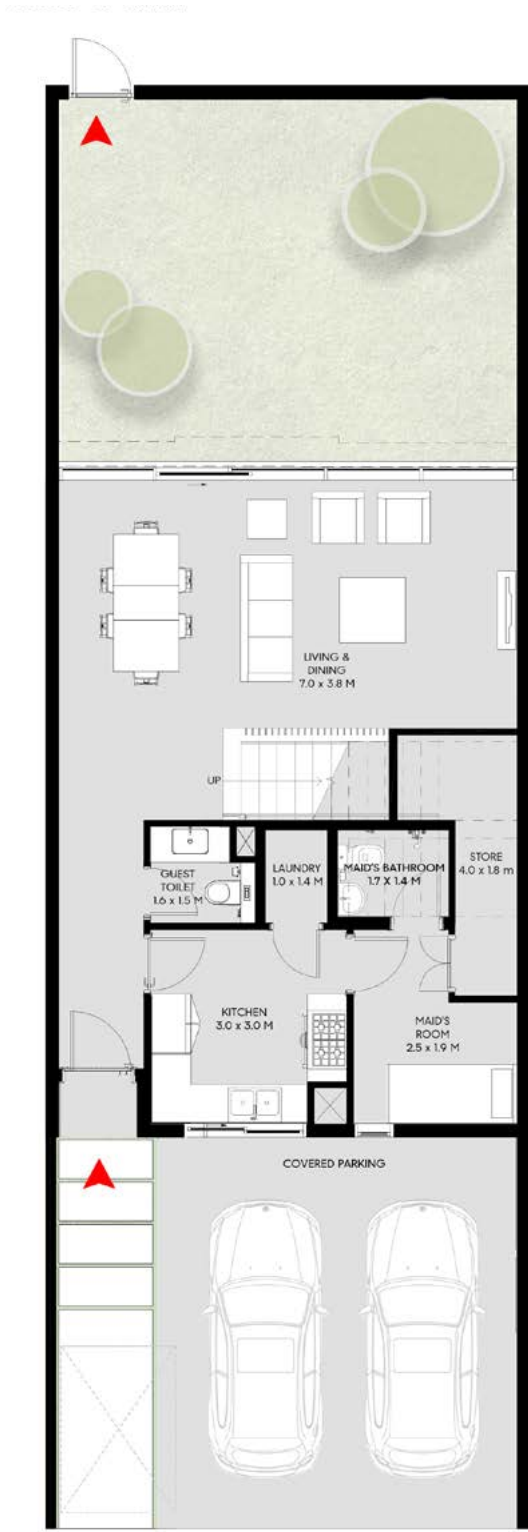 LIVING &
DINING
7.0 x 3.8 M
UP
GUEST
TOILET
1.6 x 1.5 M
LAUNDRY
1.0 x 1.4 M
MAID'S BATHROOM
1.7 X 1.4 M
STORE
4.0 x 1.8 m
KITCHEN
3.0 x 3.0 M
MAID'S
ROOM
2.5 x 1.9 M
COVERED PARKING